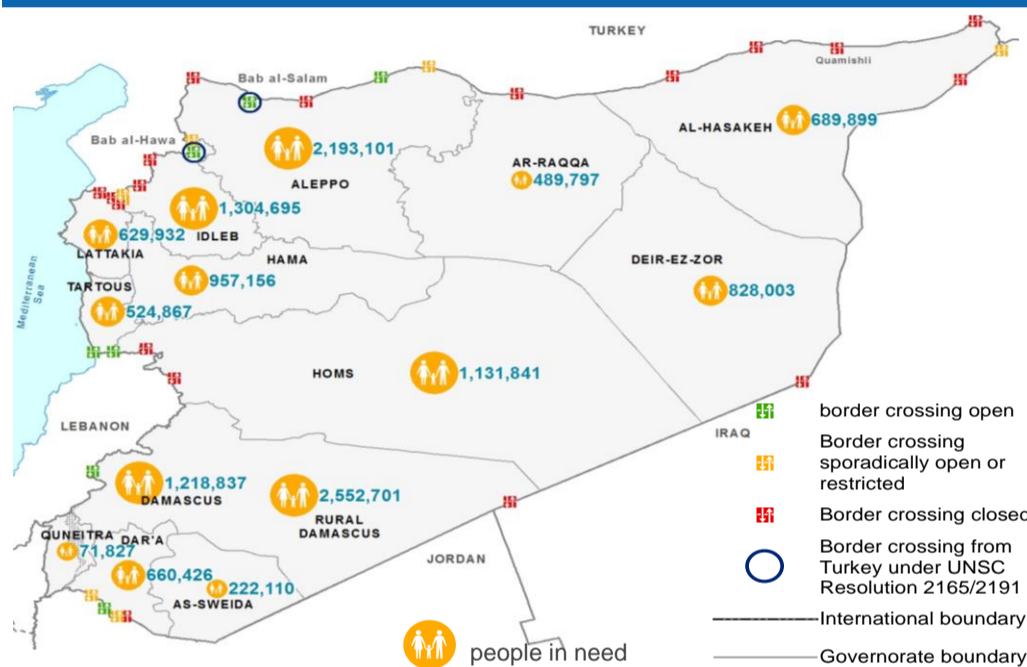 TURKEY
Bab al-Salam
Quamishli
Bab al-Hawa
AL-HASAKEH
689,899
2,193,101
ALEPPO
AR-RAQQA
489,797
1,304,695
IDLEB
629,932
LATTAKIA
HAMA
957,156
DEIR-EZ-ZOR
828,003
TARTOUS
524,867
Mediterranean
Sea
HOMS
1,131,841
LEBANON
IRAQ
1,218,837
DAMASCUS
2,552,701
RURAL
DAMASCUS
QUNEITRA
71,827
DAR'A
660,426
222,110
AS-SWEIDA
JORDAN
people in need
border crossing open
Border crossing
sporadically open or
restricted
Border crossing closed
Border crossing from
Turkey under UNSC
Resolution 2165/2191
International boundary
Governorate boundary